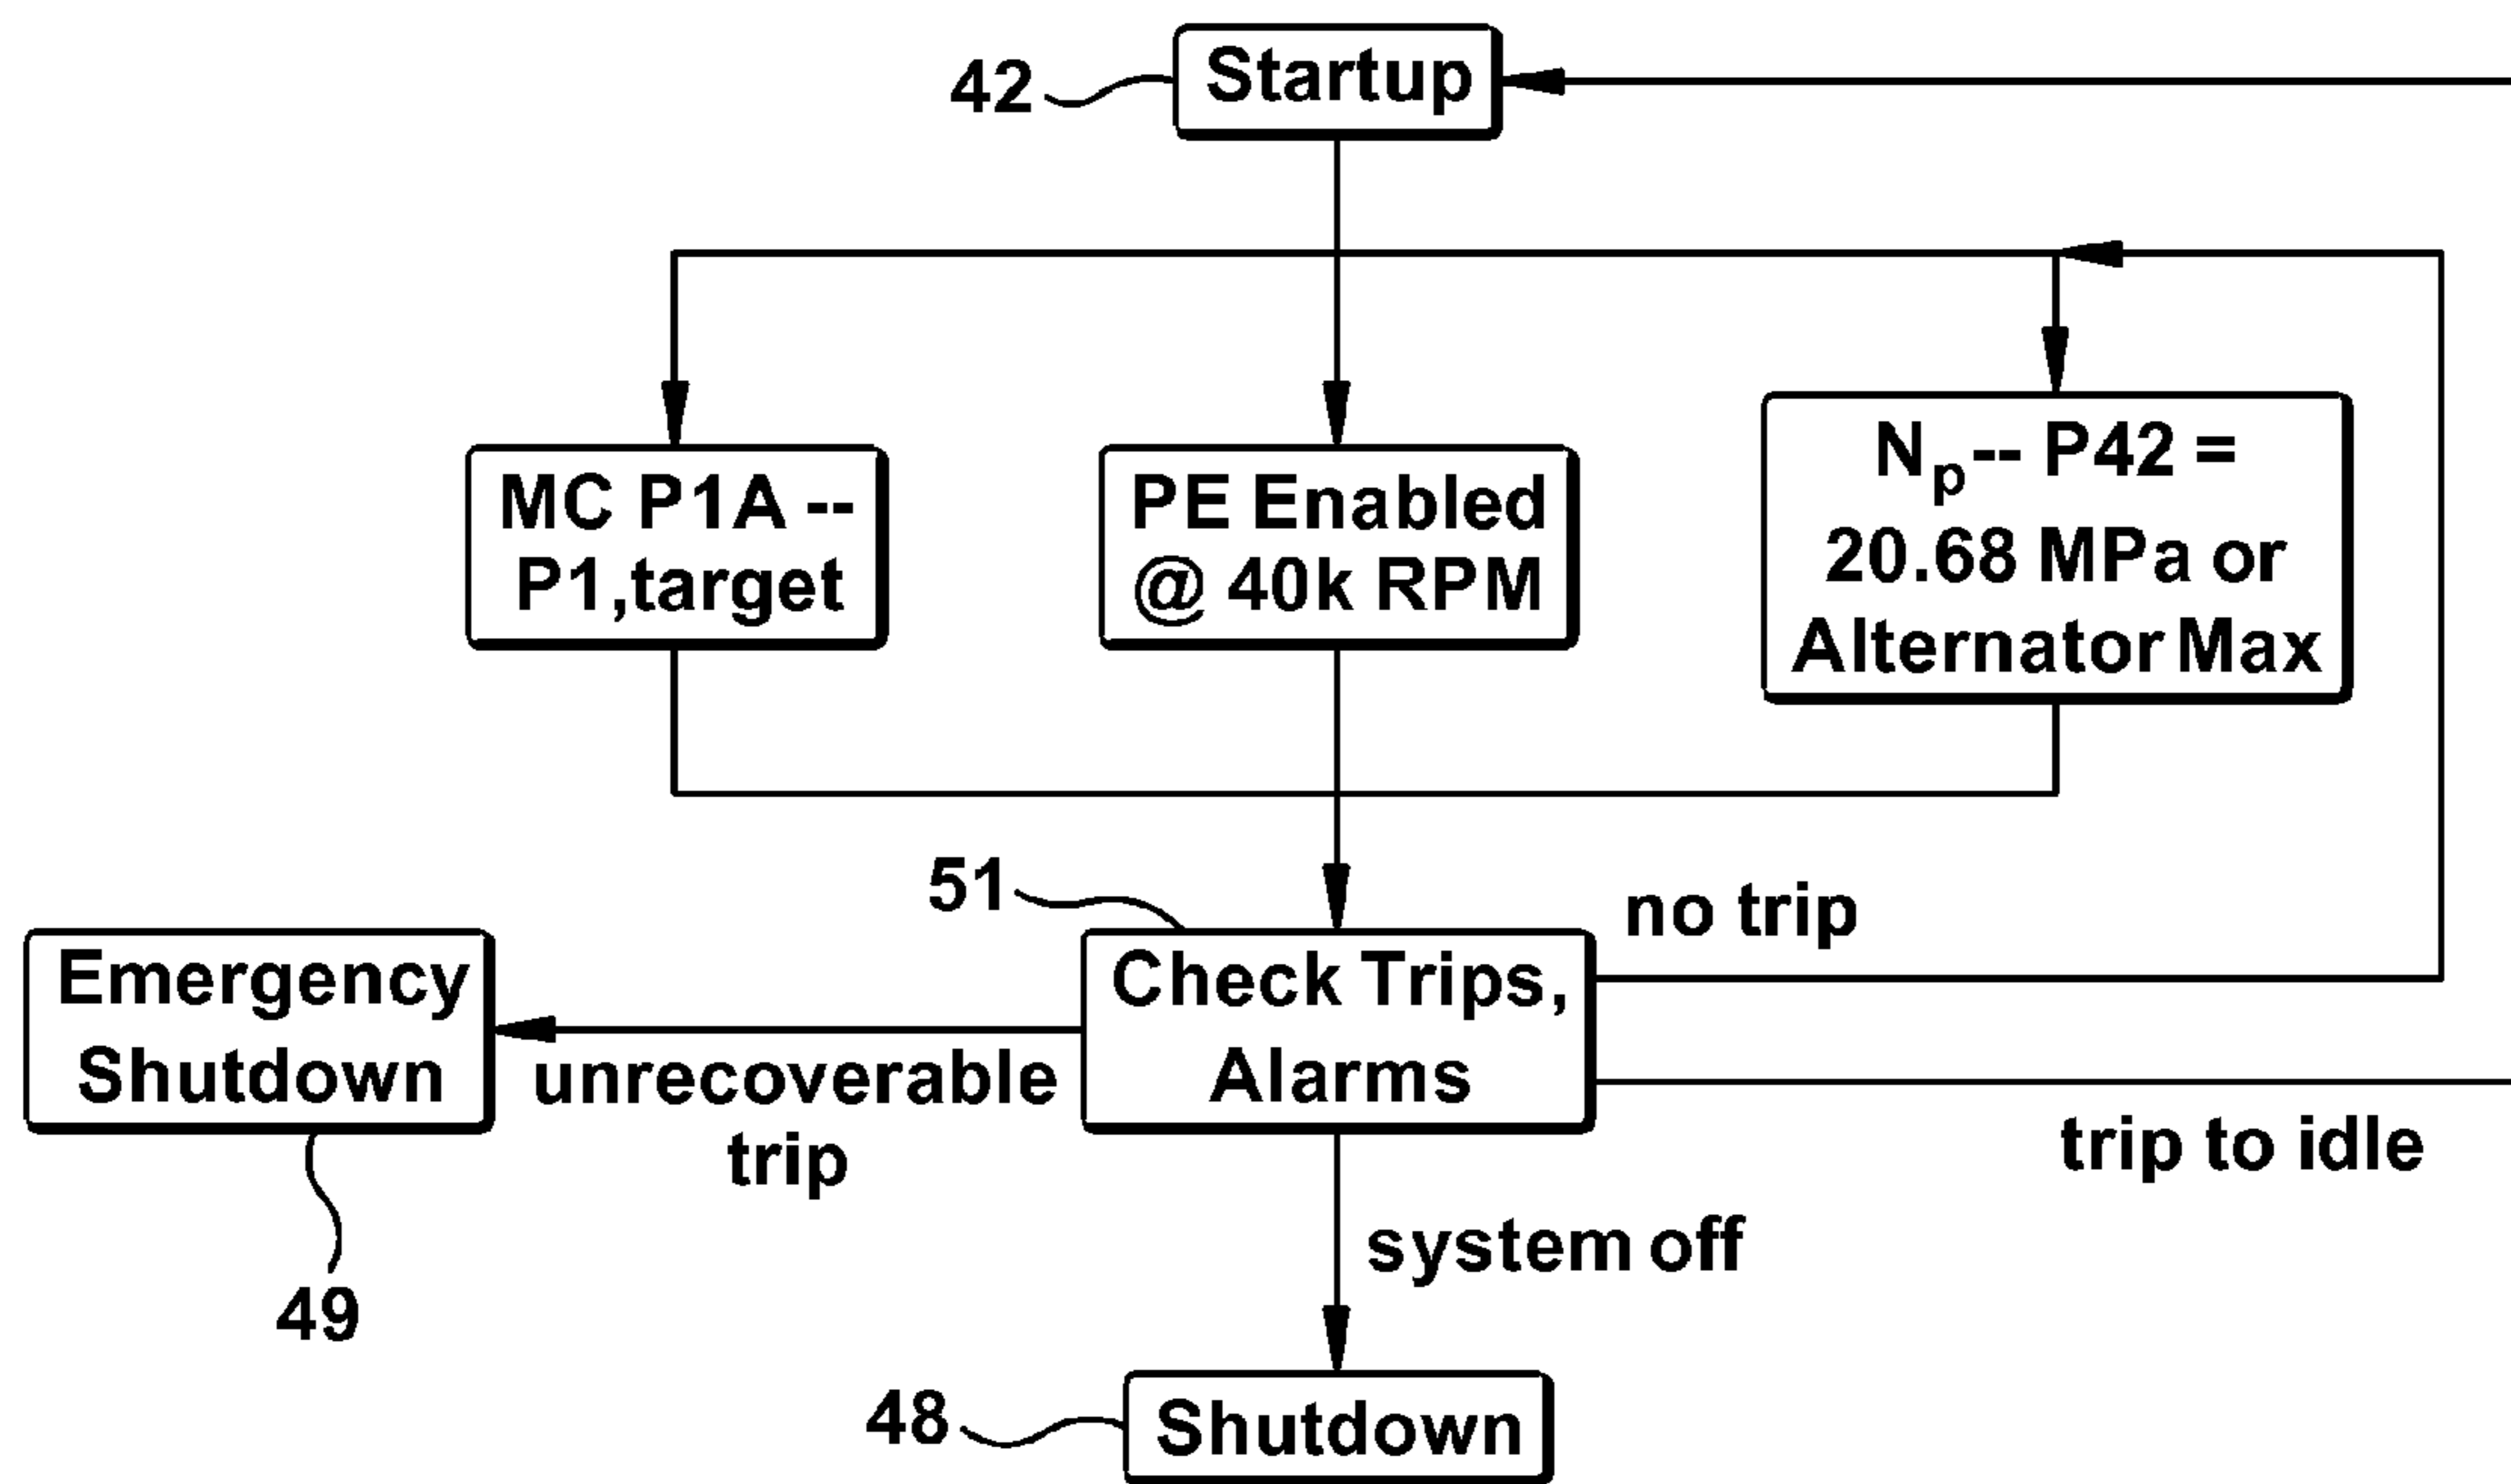 42
Startup
MC P1A --
P1,target
PE Enabled
@ 40k RPM
Np-- P42 =
20.68 MPa or
Alternator Max
51
no trip
Emergency
Shutdown
unrecoverable
trip
Check Trips,
Alarms
trip to idle
system off
49
48
Shutdown